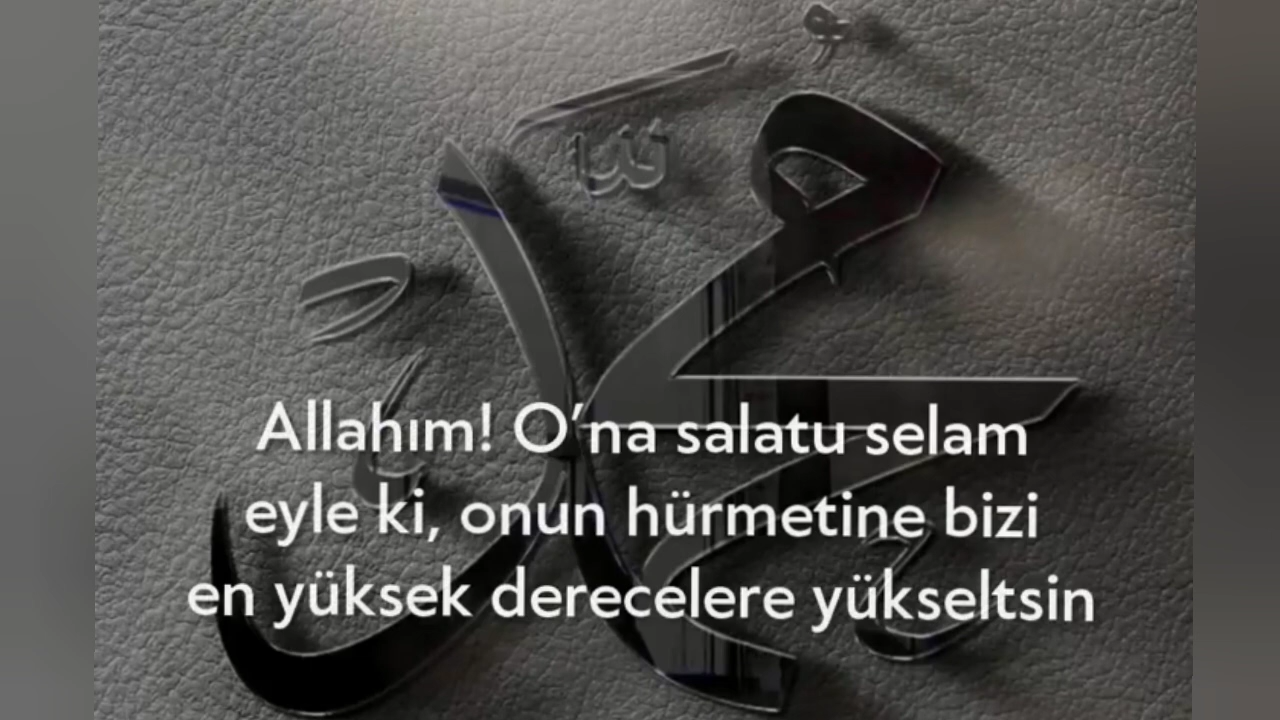 محمد
Allahım! O'na salatu selam
eyle ki, onun hürmetine bizi
en yüksek derecelere yükseltsin